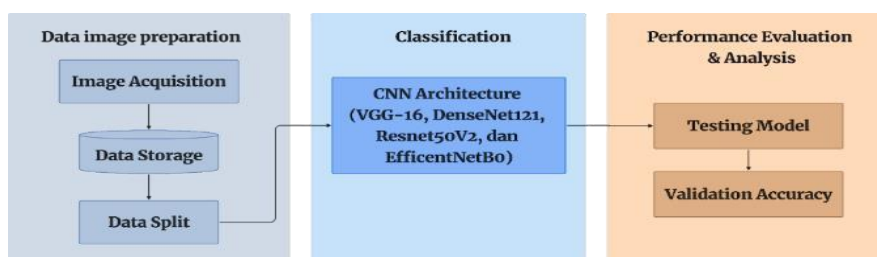 Data image preparation
Image Acquisition
Data Storage
Data Split
Classification
CNN Architecture
(VGG-16, DenseNet121,
Resnet50V2, dan
EfficentNetB0)
Performance Evaluation
& Analysis
Testing Model
Validation Accuracy